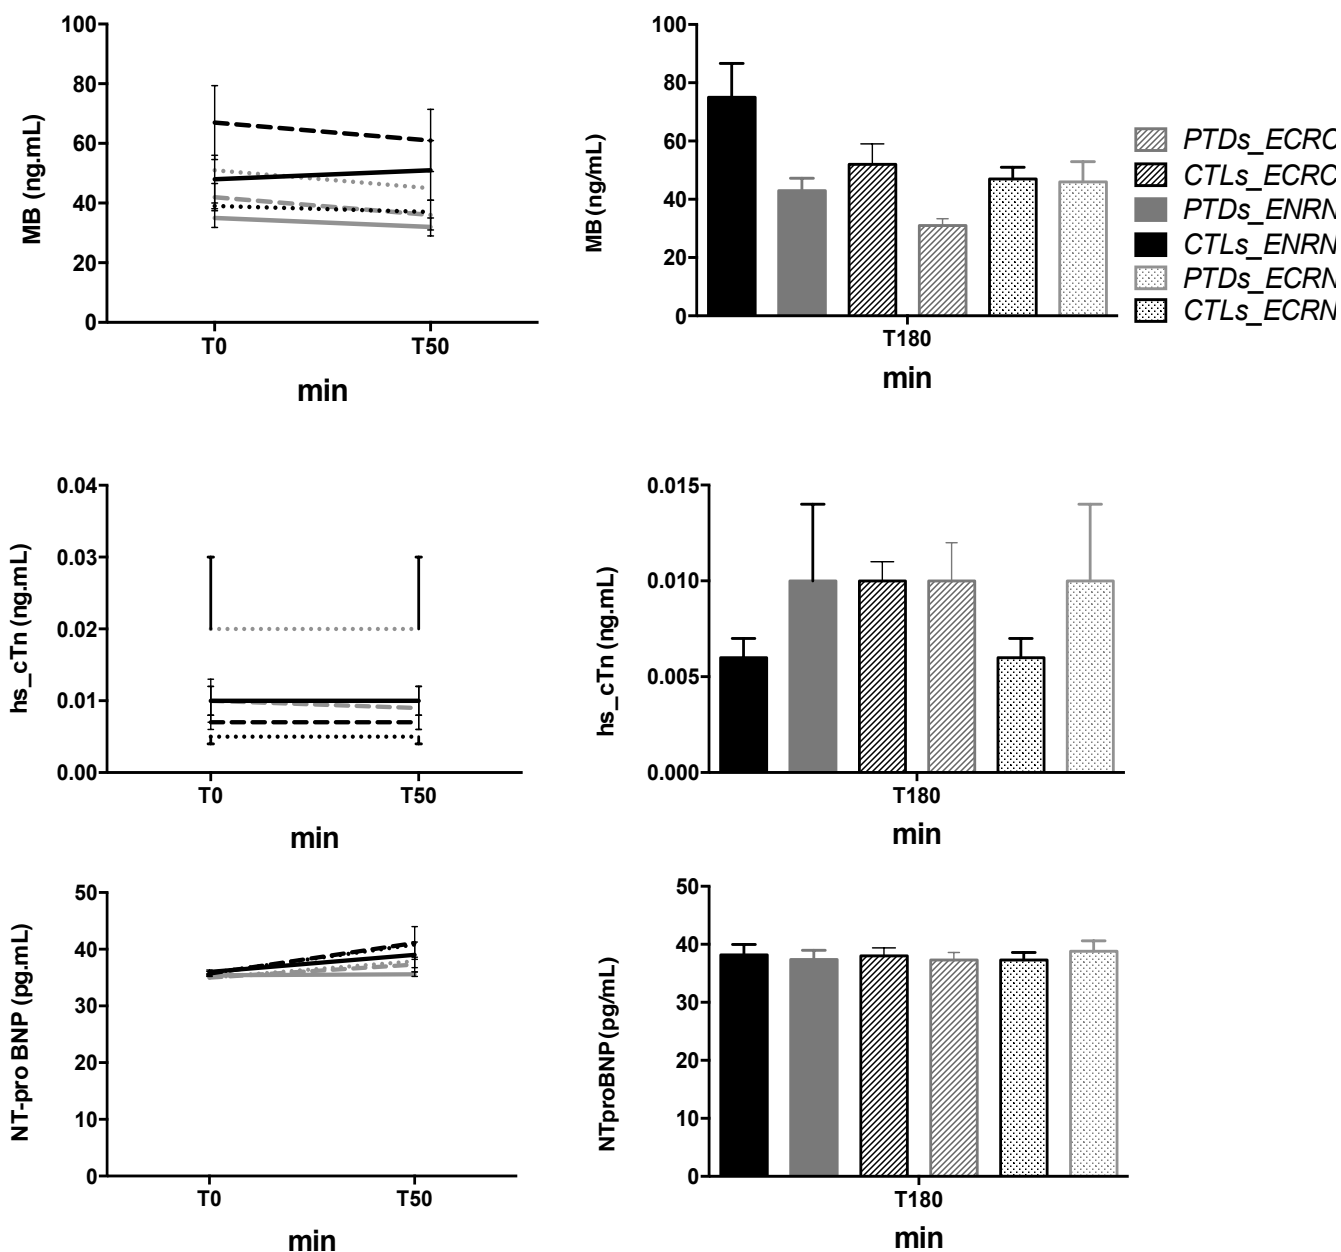 100
80
60
40
20
0
MB (ng.mL)
T0
T50
min
100
80
60
40
20
0
MB (ng/mL)
T180
min
PTDs_ECRC
CTLs_ECRC
PTDs_ENRN
CTLs_ENRN
PTDs_ECRN
CTLs_ECRN
0.04
0.03
0.02
0.01
0.00
hs_cTn (ng.mL)
T0
T50
min
0.015
0.010
0.005
0.000
hs_cTn (ng.mL)
T180
min
50
40
30
20
10
0
NT-pro BNP (pg.mL)
T0
T50
min
50
40
30
20
10
0
NTproBNP (pg/mL)
T180
min